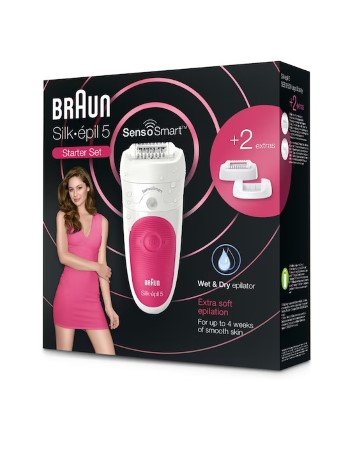 BRAUN
Silk·épil 5
Starter Set
SensoSmart™
+2 extras
BRAUN
Silk·épil 5
Wet & Dry epilator
Extra soft
epilation
For up to 4 weeks
of smooth skin